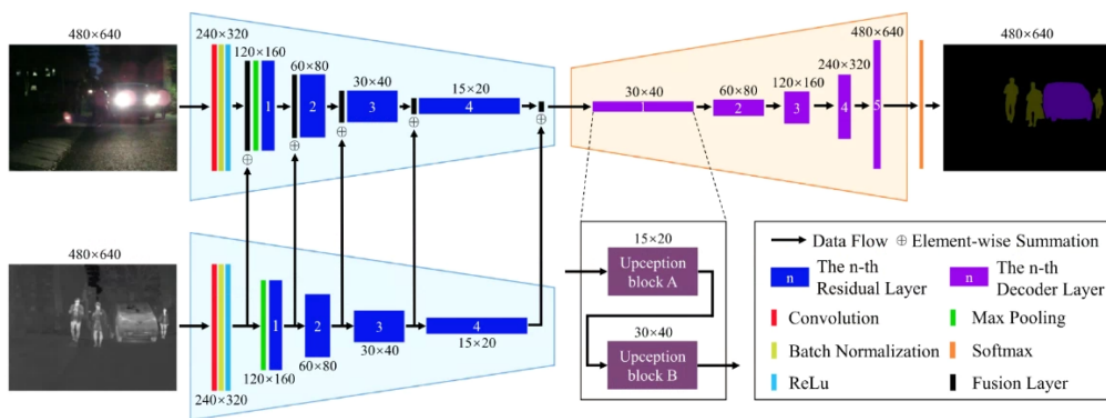 480×640
240×320
120×160
1
60×80
2
30×40
3
15×20
4
⊕
⊕
⊕
⊕
⊕
30×40
1
60×80
2
120×160
3
240×320
4
480×640
5
480×640
480×640
240×320
1
120×160
2
60×80
3
30×40
4
15×20
15×20
Upception
block A
30×40
Upception
block B
Data Flow ⊕ Element-wise Summation
n The n-th
Residual Layer
n The n-th
Decoder Layer
Convolution
Max Pooling
Batch Normalization
Softmax
ReLu
Fusion Layer